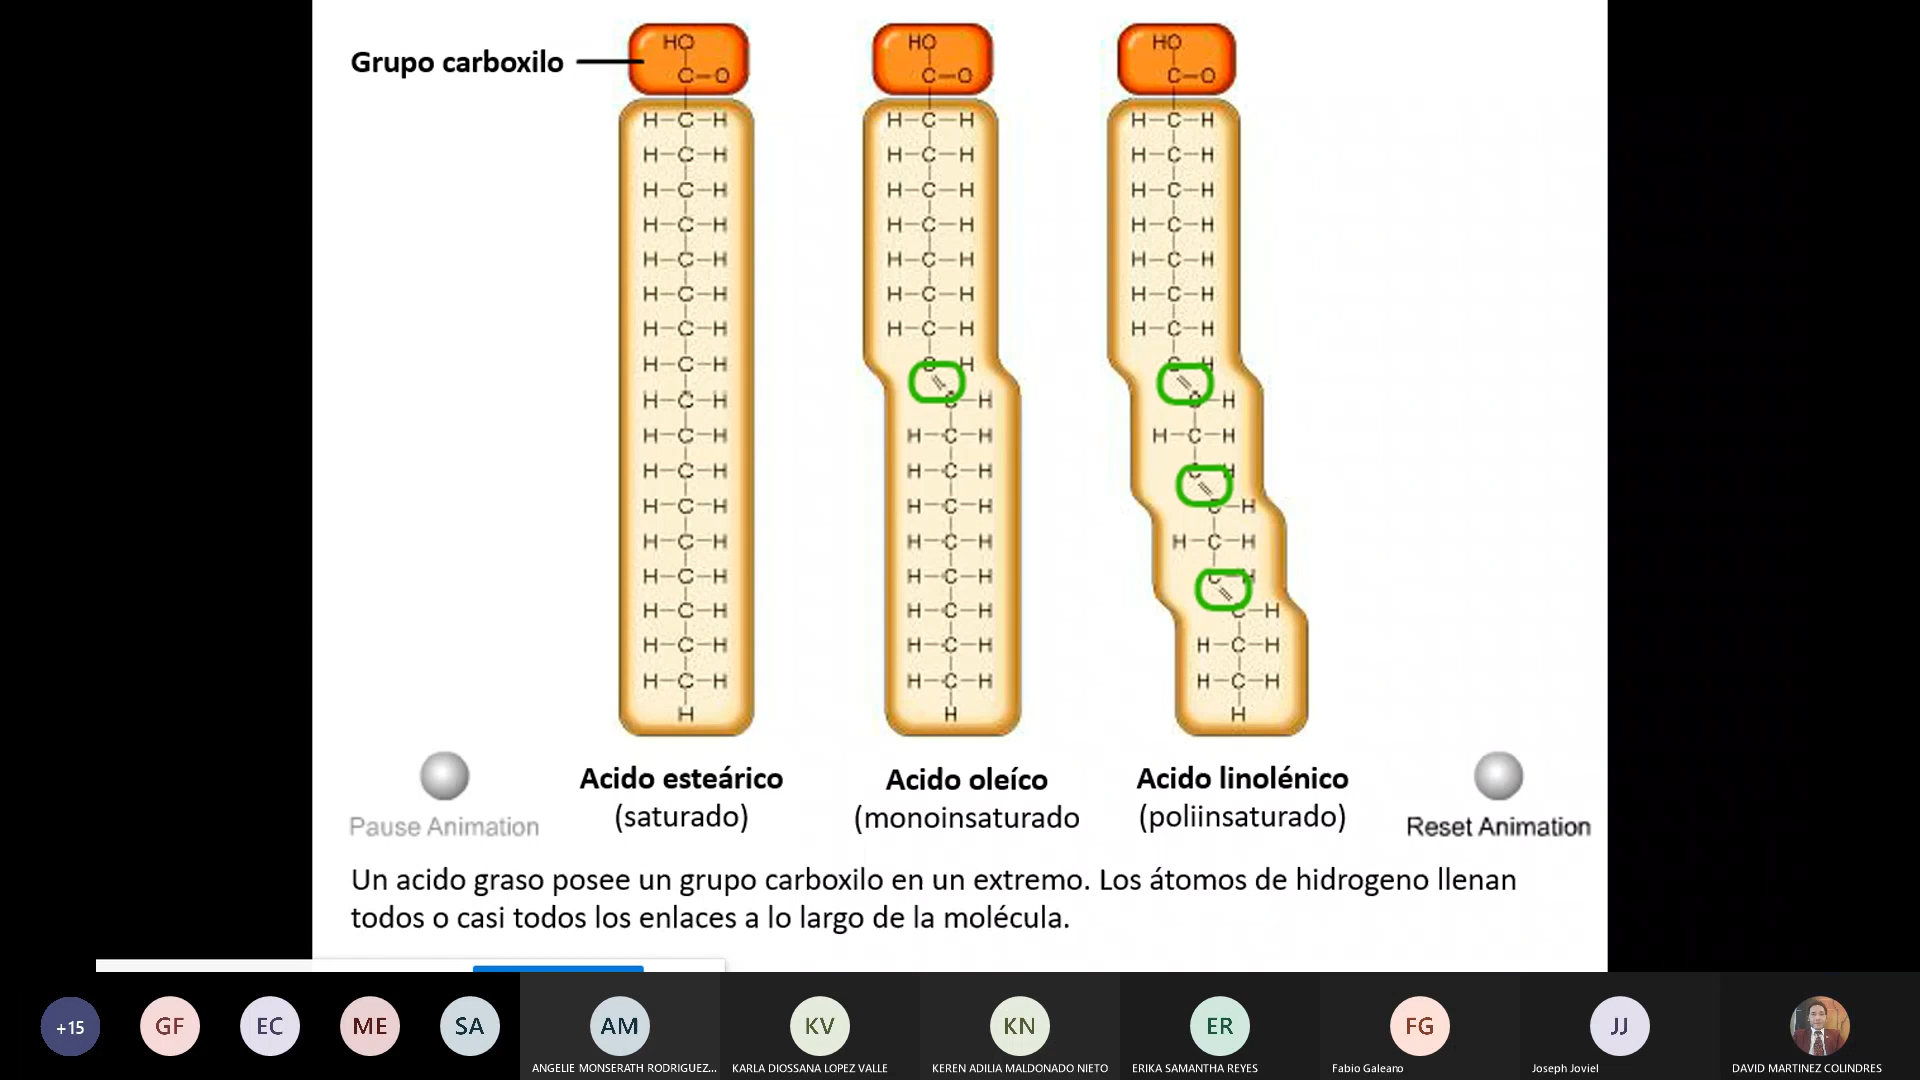 Grupo carboxilo
HO
C-O
HO
C-O
HO
C-O
H-C-H H-C-H H-C-H
H-C-H H-C-H H-C-H
H-C-H H-C-H H-C-H
H-C-H H-C-H H-C-H
H-C-H H-C-H H-C-H
H-C-H H-C-H H-C-H
H-C-H H-C-H H-C-H
H-C-H C H C H
H-C-H C-H C-H
H-C-H H-C-H H-C-H
H-C-H H-C-H C H
H-C-H H-C-H C-H
H-C-H H-C-H H-C-H
H-C-H H-C-H C H
H-C-H H-C-H C-H
H-C-H H-C-H H-C-H
H-C-H H-C-H H-C-H
H H H
Acido esteárico
(saturado)
Acido oleíco
(monoinsaturado
Acido linolénico
(poliinsaturado)
Pause Animation
Reset Animation
Un acido graso posee un grupo carboxilo en un extremo. Los átomos de hidrogeno llenan
todos o casi todos los enlaces a lo largo de la molécula.
+15
GF
EC
ME
SA
AM
ANGELIE MONSERATH RODRIGUEZ...
KV
KARLA DIOSSANA LOPEZ VALLE
KN
KEREN ADILIA MALDONADO NIETO
ER
ERIKA SAMANTHA REYES
FG
Fabio Galeano
JJ
Joseph Joviel
DAVID MARTINEZ COLINDRES